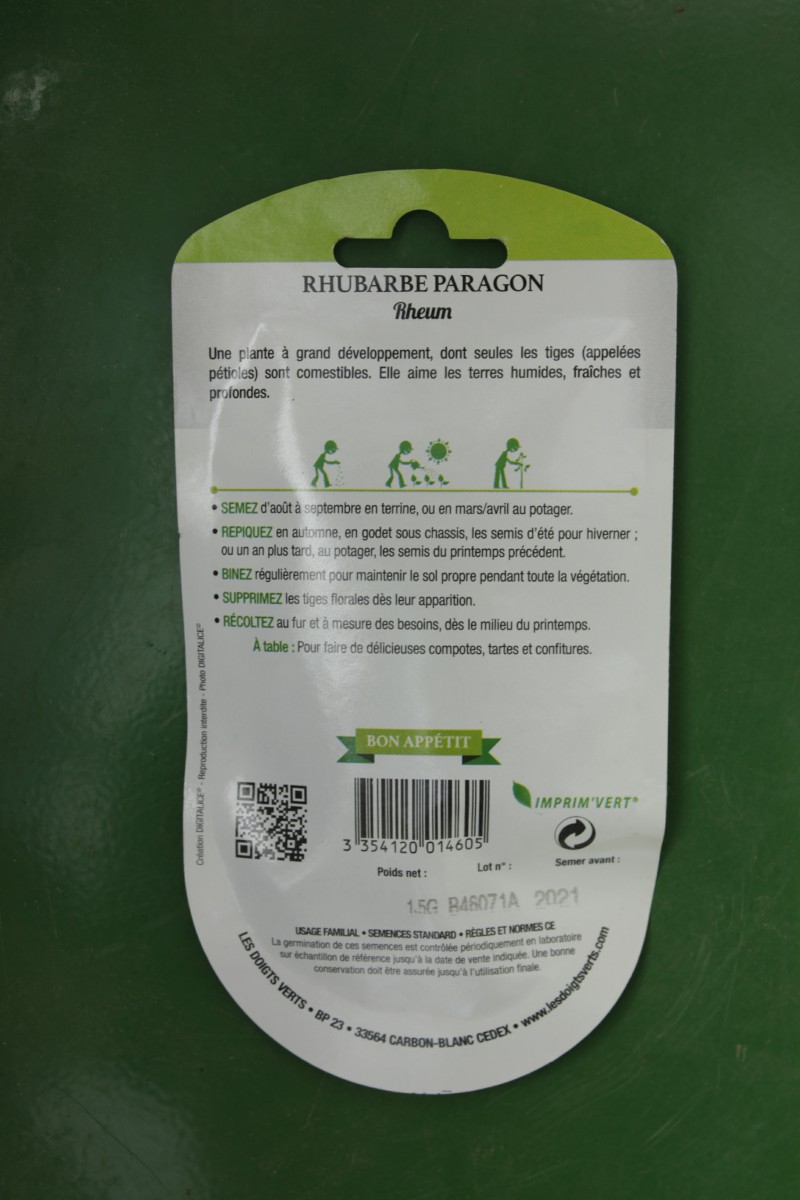 RHUBARBE PARAGON
Rheum
Une plante à grand développement, dont seules les tiges (appelées
pétioles) sont comestibles. Elle aime les terres humides, fraîches et
profondes.
• SEMEZ d'août à septembre en terrine, ou en mars/avril au potager.
• REPIQUEZ en automne, en godet sous chassis, les semis d'été pour hiverner ;
ou un an plus tard, au potager, les semis du printemps précédent.
• BINEZ régulièrement pour maintenir le sol propre pendant toute la végétation.
• SUPPRIMEZ les tiges florales dès leur apparition.
• RÉCOLTEZ au fur et à mesure des besoins, dès le milieu du printemps.
À table : Pour faire de délicieuses compotes, tartes et confitures.
Création DIGITALICE® - Reproduction interdite - Photo DIGITALICE®
BON APPÉTIT
IMPRIM'VERT®
3 354120 014605
Poids net :
Lot n° :
Semer avant :
1.5G B46071A 2021
USAGE FAMILIAL • SEMENCES STANDARD • RÈGLES ET NORMES CE
La germination de ces semences est contrôlée périodiquement en laboratoire
sur échantillon de référence jusqu'à la date de vente indiquée. Une bonne
conservation doit être assurée jusqu'à l'utilisation finale.
LES DOIGTS VERTS • BP 23 • 33564 CARBON-BLANC CEDEX • www.lesdoigtsverts.com